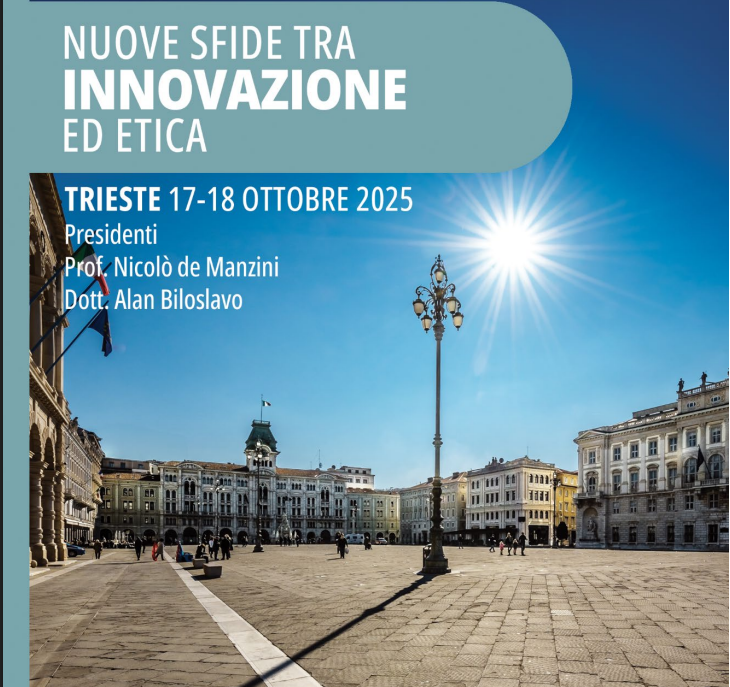 NUOVE SFIDE TRA
INNOVAZIONE
ED ETICA
TRIESTE 17-18 OTTOBRE 2025
Presidenti
Prof. Nicolò de Manzini
Dott. Alan Biloslavo